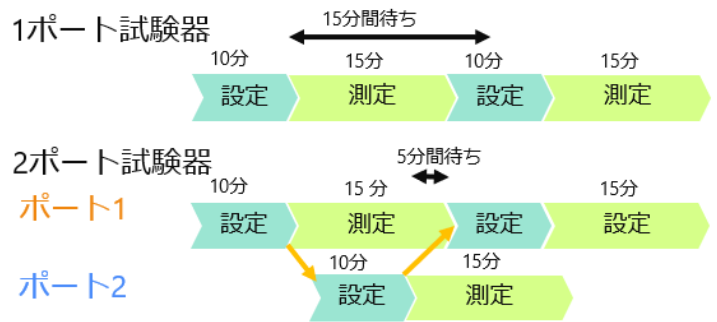 1ポート試験器
15分間待ち
10分 15分 10分 15分
設定 測定 設定 測定
2ポート試験器
5分間待ち
10分 15 分 15分
ポート1 設定 測定 設定 設定
10分 15分
ポート2 設定 測定